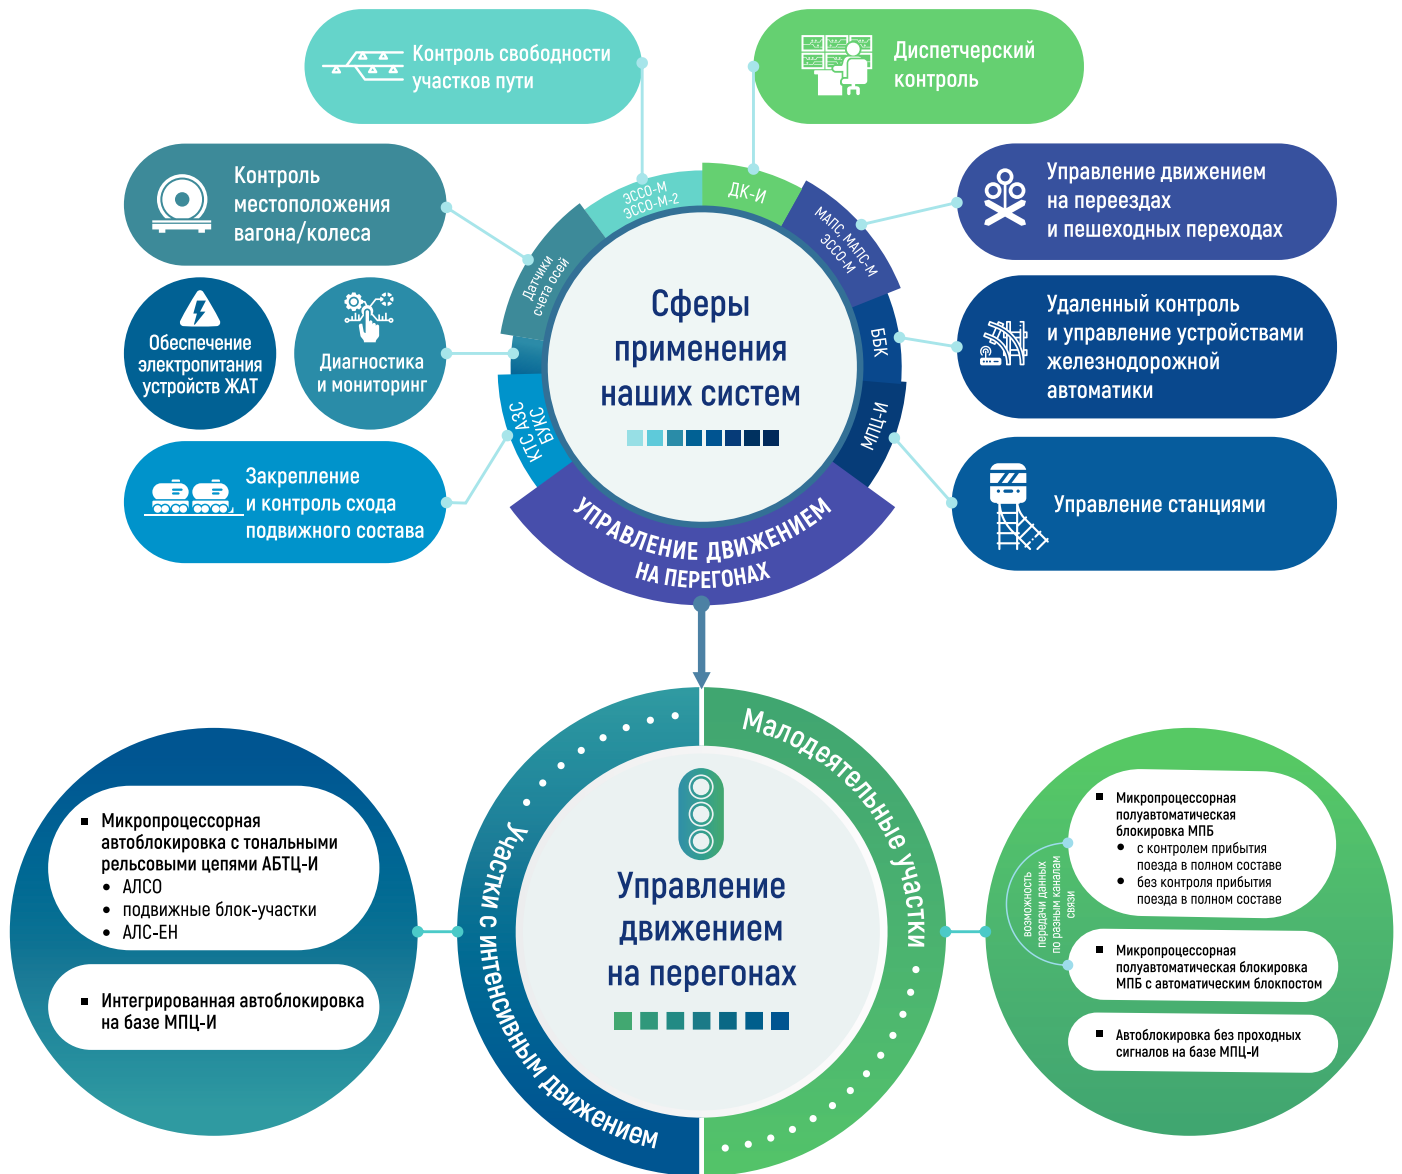 Контроль свободности
участков пути
Диспетчерский
контроль
Контроль
местоположения
вагона/колеса
Управление движением
на переездах
и пешеходных переходах
Обеспечение
электропитания
устройств ЖАТ
Диагностика
и мониторинг
Удаленный контроль
и управление устройствами
железнодорожной
автоматики
Закрепление
и контроль схода
подвижного состава
Управление станциями
ЭССО-М
ЭССО-М-2
ДК-И
МАПС, МАПС-М
ЭССО-М
Датчики
счета осей
ББК
КТС АЗС
БУКС
МПЦ-И
Сферы
применения
наших систем
УПРАВЛЕНИЕ ДВИЖЕНИЕМ
НА ПЕРЕГОНАХ
Участки с интенсивным движением
Малодеятельные участки
Управление
движением
на перегонах
Микропроцессорная
автоблокировка с тональными
рельсовыми цепями АБТЦ-И
• АЛСО
• подвижные блок-участки
• АЛС-ЕН
Интегрированная автоблокировка
на базе МПЦ-И
Микропроцессорная
полуавтоматическая
блокировка МПБ
• с контролем прибытия
поезда в полном составе
• без контроля прибытия
поезда в полном составе
возможность
передачи данных
по разным каналам
связи
Микропроцессорная
полуавтоматическая блокировка
МПБ с автоматическим блокпостом
Автоблокировка без проходных
сигналов на базе МПЦ-И